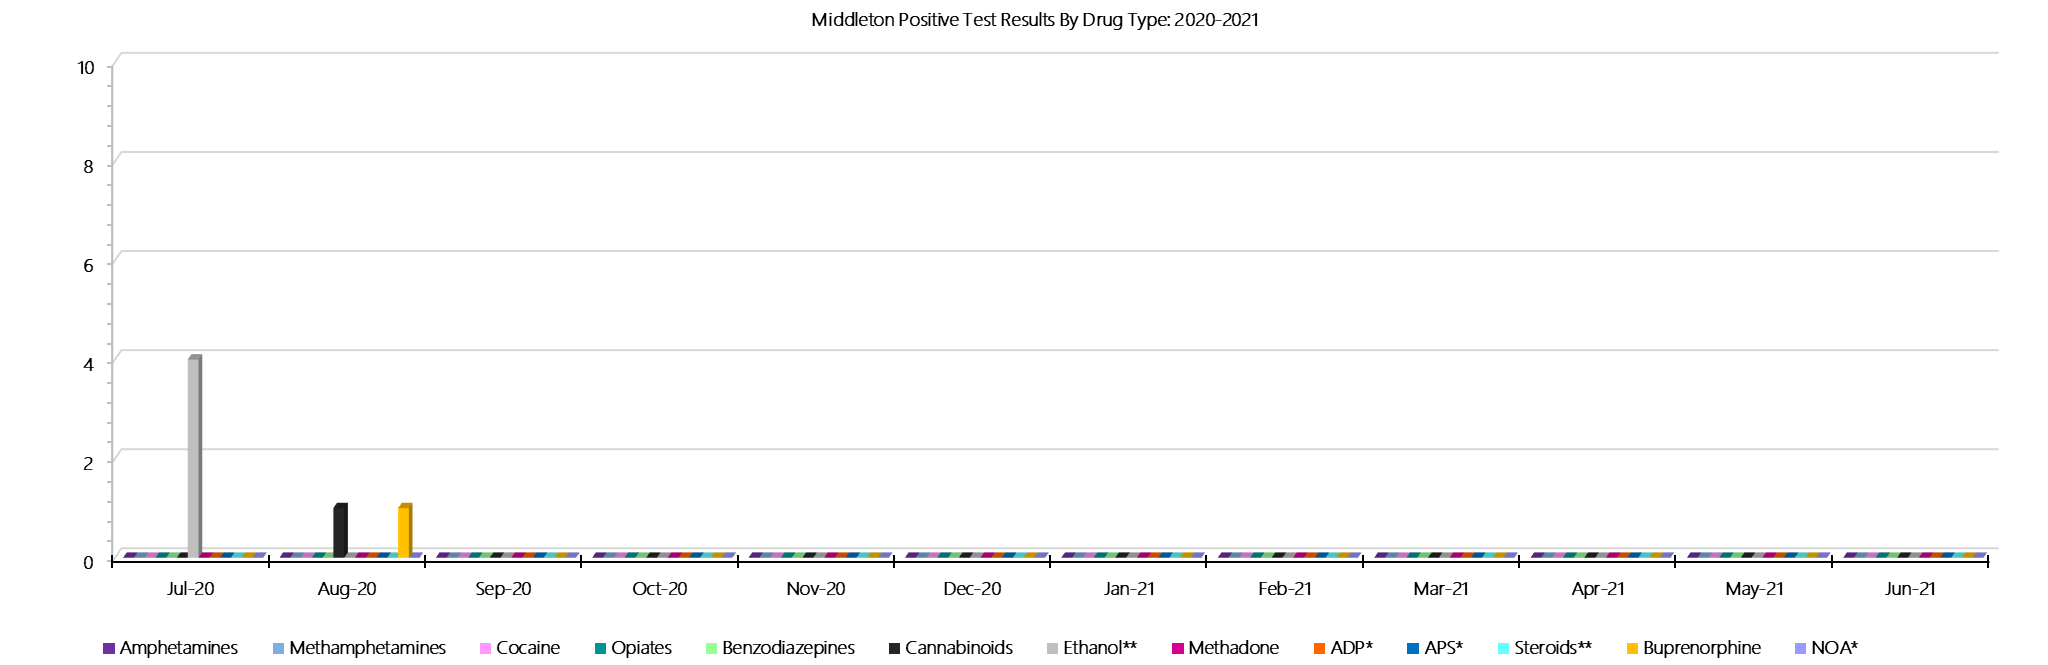 Middleton Positive Test Results By Drug Type: 2020-2021
10
8
6
4
2
0
Jul-20 Aug-20 Sep-20 Oct-20 Nov-20 Dec-20 Jan-21 Feb-21 Mar-21 Apr-21 May-21 Jun-21
Amphetamines Methamphetamines Cocaine Opiates Benzodiazepines Cannabinoids Ethanol** Methadone ADP* APS* Steroids** Buprenorphine NOA*